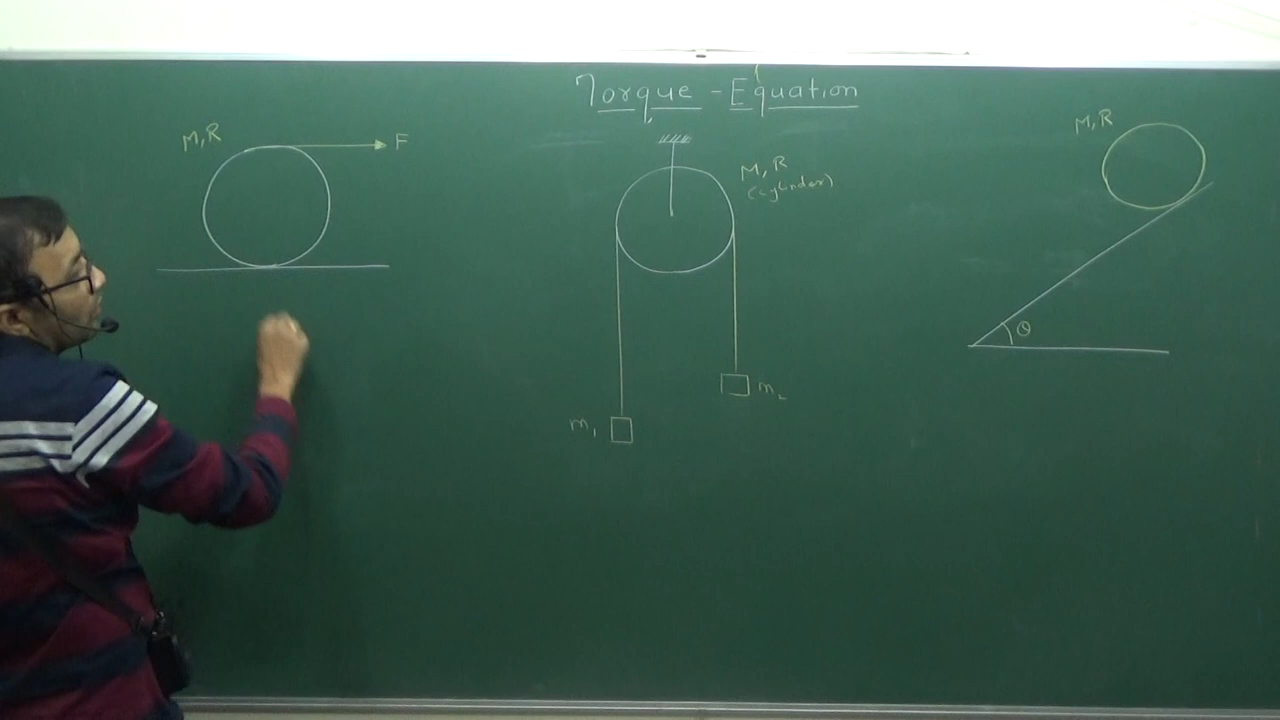 Torque - Equation
M, R
F
M, R
(cylinder)
m₁
m₂
M, R
θ